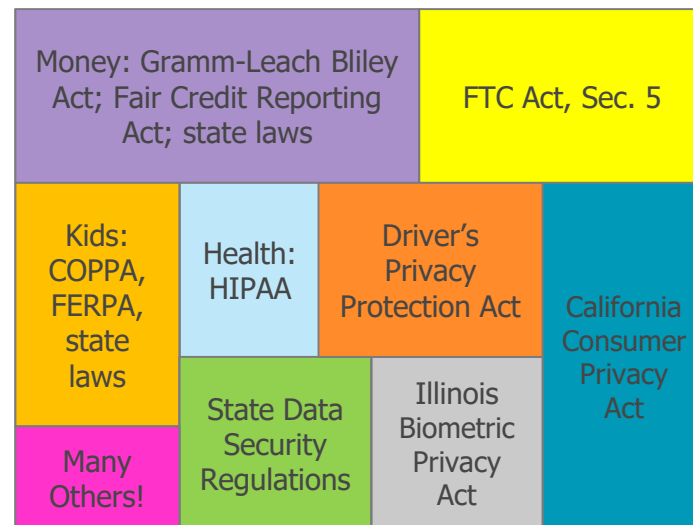 Money: Gramm-Leach Bliley
Act; Fair Credit Reporting
Act; state laws
FTC Act, Sec. 5
Kids:
COPPA,
FERPA,
state
laws
Health:
HIPAA
Driver’s
Privacy
Protection Act
California
Consumer
Privacy
Act
State Data
Security
Regulations
Illinois
Biometric
Privacy
Act
Many
Others!